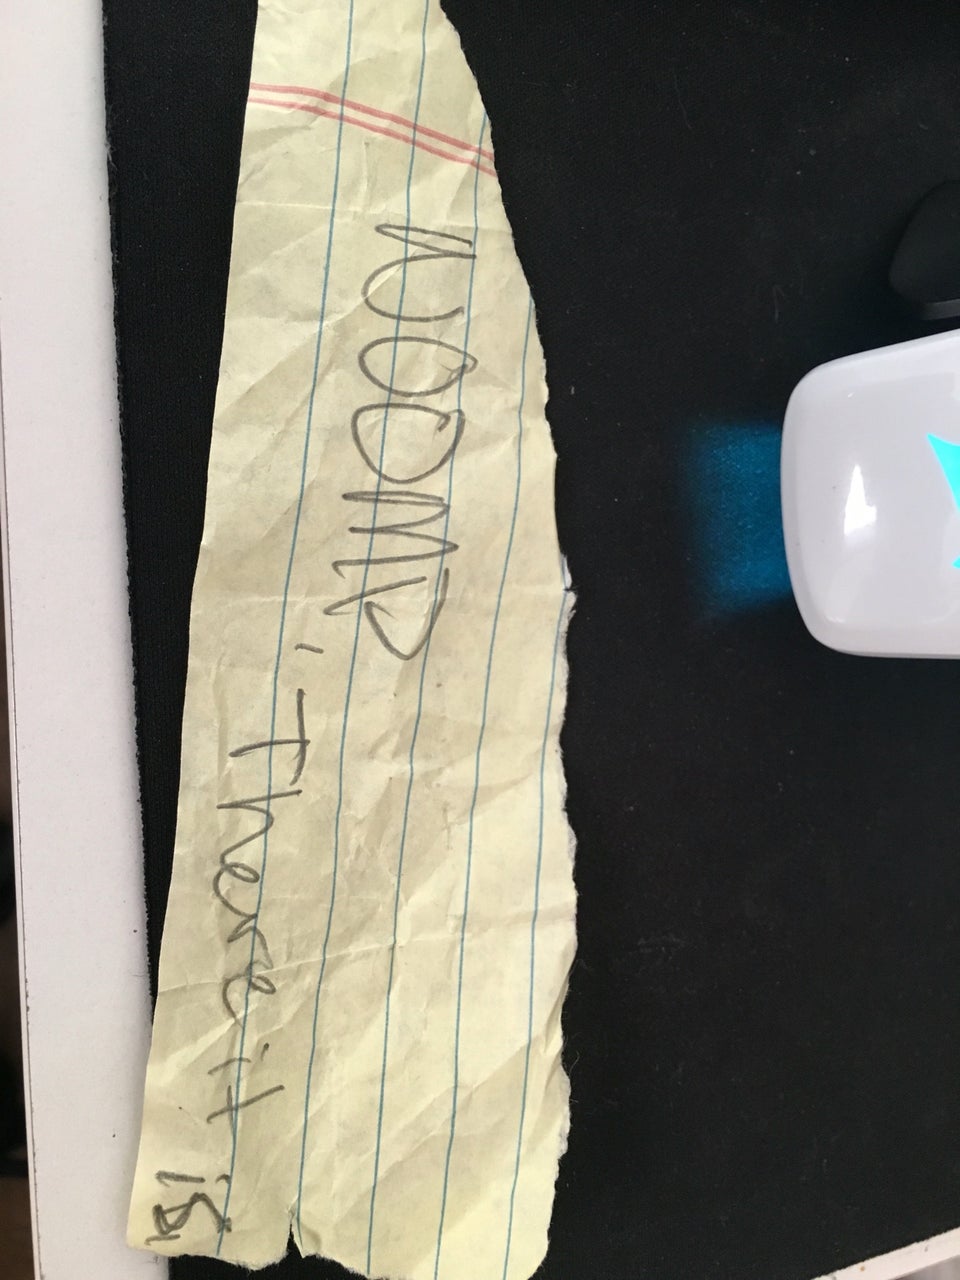 WOOMP, There it is